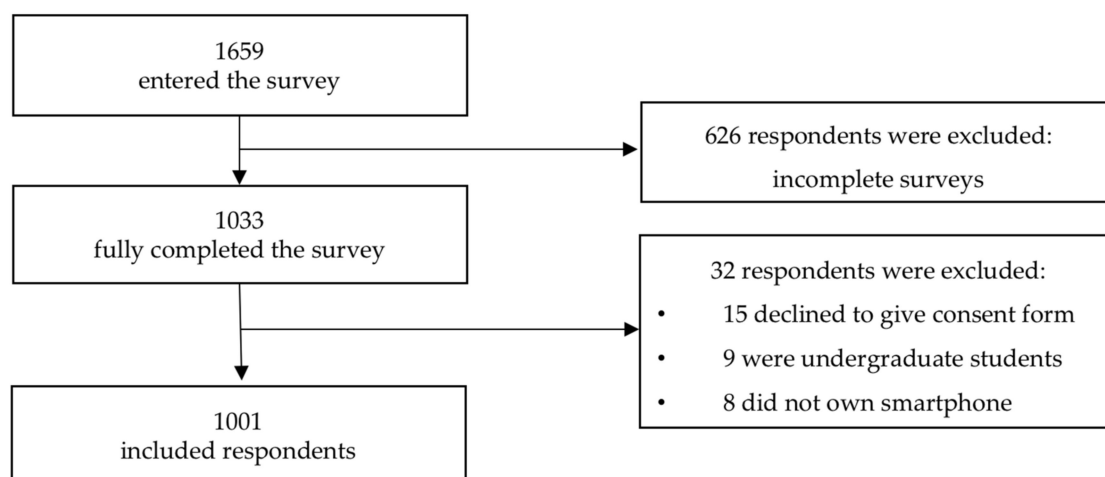 1659
entered the survey
626 respondents were excluded:
incomplete surveys
1033
fully completed the survey
32 respondents were excluded:
• 15 declined to give consent form
• 9 were undergraduate students
• 8 did not own smartphone
1001
included respondents